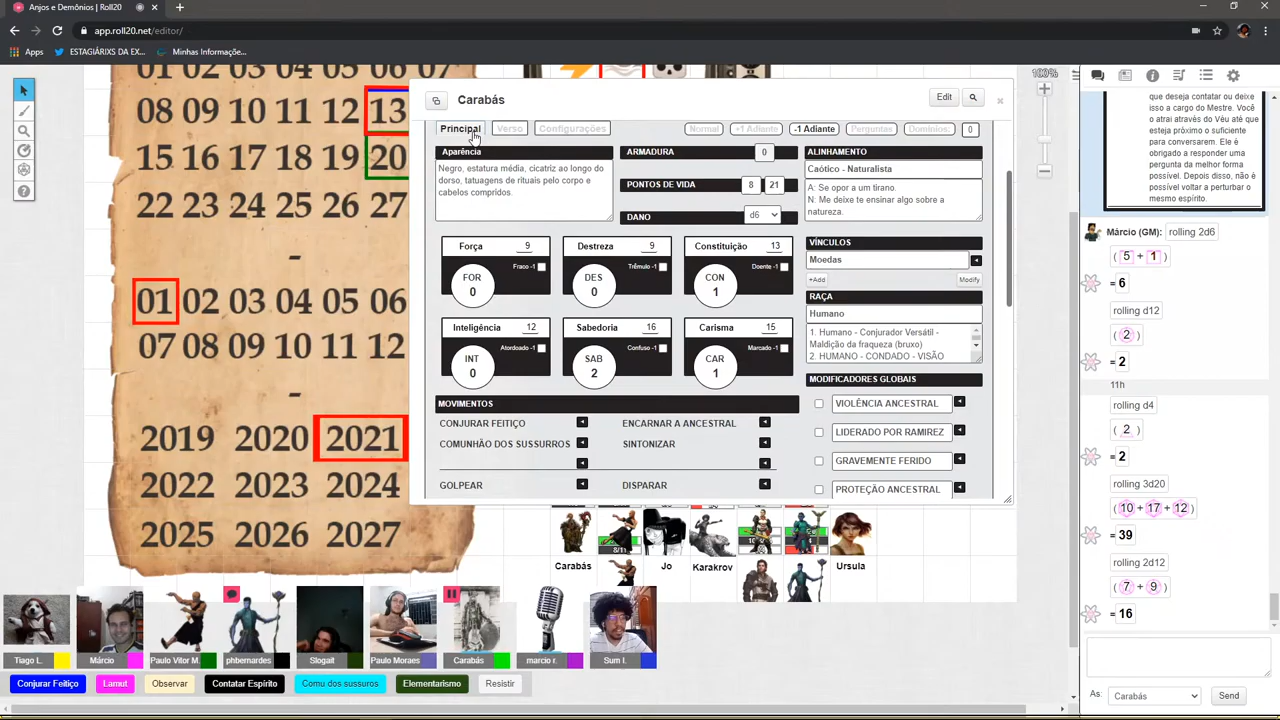 Anjos e Demônios | Roll20
app.roll20.net/editor/
Apps
ESTAGIÁRIXS DA EX...
Minhas Informaçõe...
01 02 03 04 05 06 07
08 09 10 11 12 13
15 16 17 18 19 20
22 23 24 25 26 27
-
01 02 03 04 05 06
07 08 09 10 11 12
-
2019 2020 2021
2022 2023 2024
2025 2026 2027
Carabás
Edit
Principal
Verso
Configurações
Normal
+1 Adiante
-1 Adiante
Perguntas
Domínios:
0
Aparência
Negro, estatura média, cicatriz ao longo do
dorso, tatuagens de rituais pelo corpo e
cabelos compridos.
ARMADURA 0
PONTOS DE VIDA 8 21
DANO d6
ALINHAMENTO
Caótico - Naturalista
A: Se opor a um tirano.
N: Me deixe te ensinar algo sobre a
natureza.
Força 9
Fraco -1
FOR
0
Destreza 9
Trêmulo -1
DES
0
Constituição 13
Doente -1
CON
1
Inteligência 12
Atordoado -1
INT
0
Sabedoria 16
Confuso -1
SAB
2
Carisma 15
Marcado -1
CAR
1
VÍNCULOS
Moedas
+Add
Modify
RAÇA
Humano
1. Humano - Conjurador Versátil -
Maldição da fraqueza (bruxo)
2. HUMANO - CONDADO - VISÃO
MODIFICADORES GLOBAIS
VIOLÊNCIA ANCESTRAL
LIDERADO POR RAMIREZ
GRAVEMENTE FERIDO
PROTEÇÃO ANCESTRAL
MOVIMENTOS
CONJURAR FEITIÇO
ENCARNAR A ANCESTRAL
COMUNHÃO DOS SUSSURROS
SINTONIZAR
GOLPEAR
DISPARAR
100%
8/11
Carabás
Jo
Karakrov
Ursula
Tiago L.
Márcio
Paulo Vitor M.
phbernardes
Slogait
Paulo Moraes
Carabás
marcio r.
Sum I.
Conjurar Feitiço
Lamut
Observar
Contatar Espírito
Comu dos sussuros
Elementarismo
Resistir
que deseja contatar ou deixe
isso a cargo do Mestre. Você
o atrai através do Véu até que
esteja próximo o suficiente
para conversarem. Ele é
obrigado a responder uma
pergunta da melhor forma
possível. Depois disso, não é
possível voltar a perturbar o
mesmo espírito.
Márcio (GM): rolling 2d6
( 5 + 1 )
= 6
rolling d12
( 2 )
= 2
11h
rolling d4
( 2 )
= 2
rolling 3d20
( 10 + 17 + 12 )
= 39
rolling 2d12
( 7 + 9 )
= 16
As: Carabás
Send